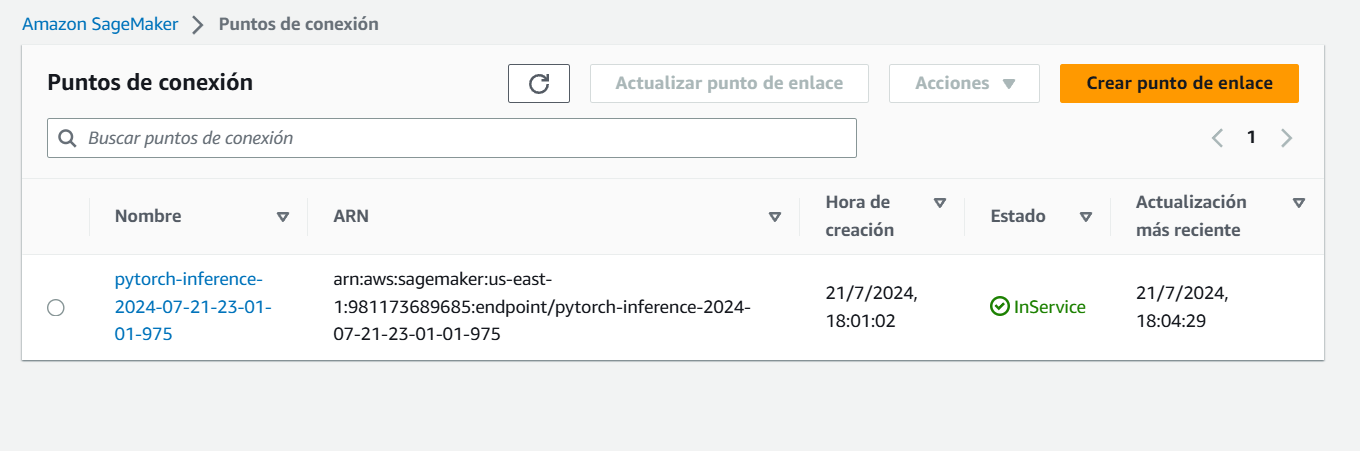 Amazon SageMaker > Puntos de conexión
Puntos de conexión
Actualizar punto de enlace
Acciones
Crear punto de enlace
Buscar puntos de conexión
1
Nombre
ARN
Hora de
creación
Estado
Actualización
más reciente
pytorch-inference-
2024-07-21-23-01-
01-975
arn:aws:sagemaker:us-east-
1:981173689685:endpoint/pytorch-inference-2024-
07-21-23-01-01-975
21/7/2024,
18:01:02
InService
21/7/2024,
18:04:29